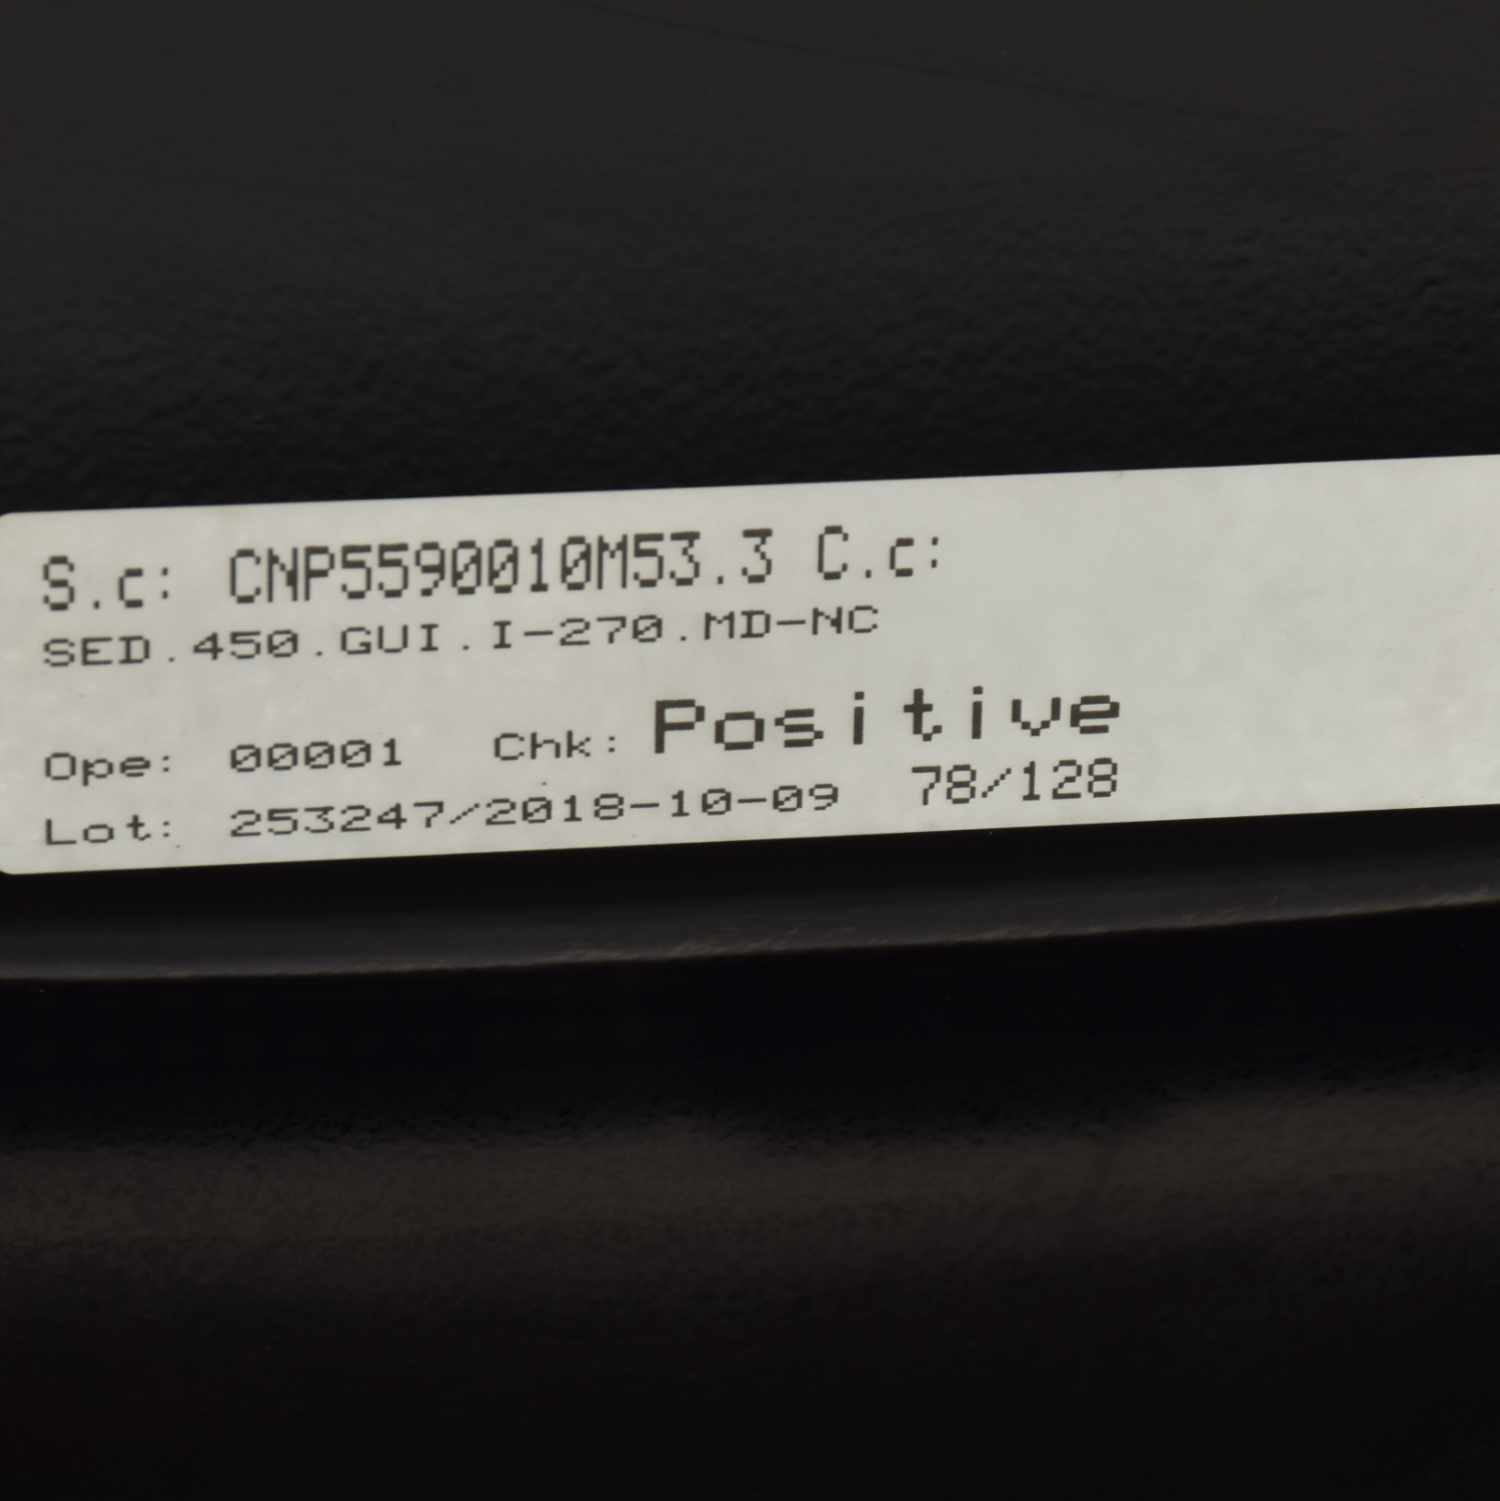 S.c: CNP5590010M53.3 C.c:
SED.450.GUI.I-270.MD-NC
Ope: 00001 Chk: Positive
Lot: 253247/2018-10-09 78/128